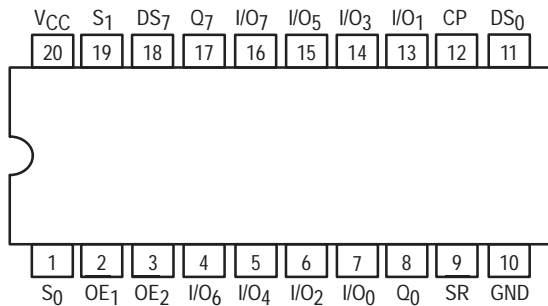 VCC S1 DS7 Q7 I/O7 I/O5 I/O3 I/O1 CP DS0
20 19 18 17 16 15 14 13 12 11
1 2 3 4 5 6 7 8 9 10
S0 OE1 OE2 I/O6 I/O4 I/O2 I/O0 Q0 SR GND